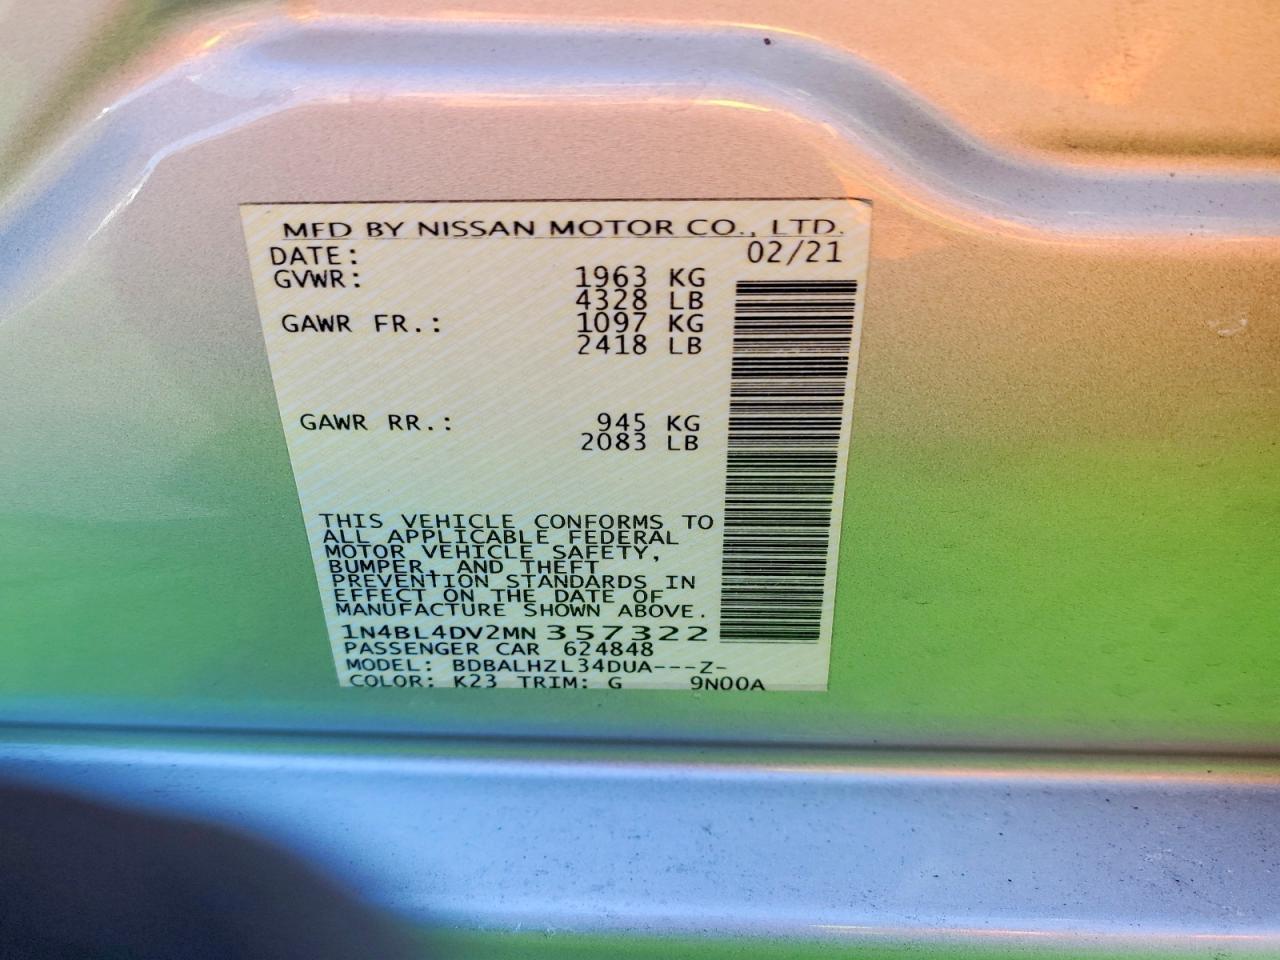 MFD BY NISSAN MOTOR CO., LTD.
DATE: 02/21
GVWR: 1963 KG
4328 LB
GAWR FR.: 1097 KG
2418 LB
GAWR RR.: 945 KG
2083 LB
THIS VEHICLE CONFORMS TO
ALL APPLICABLE FEDERAL
MOTOR VEHICLE SAFETY,
BUMPER, AND THEFT
PREVENTION STANDARDS IN
EFFECT ON THE DATE OF
MANUFACTURE SHOWN ABOVE.
1N4BL4DV2MN357322
PASSENGER CAR 624848
MODEL: BDBALHZL34DUA---Z-
COLOR: K23 TRIM: G 9N00A